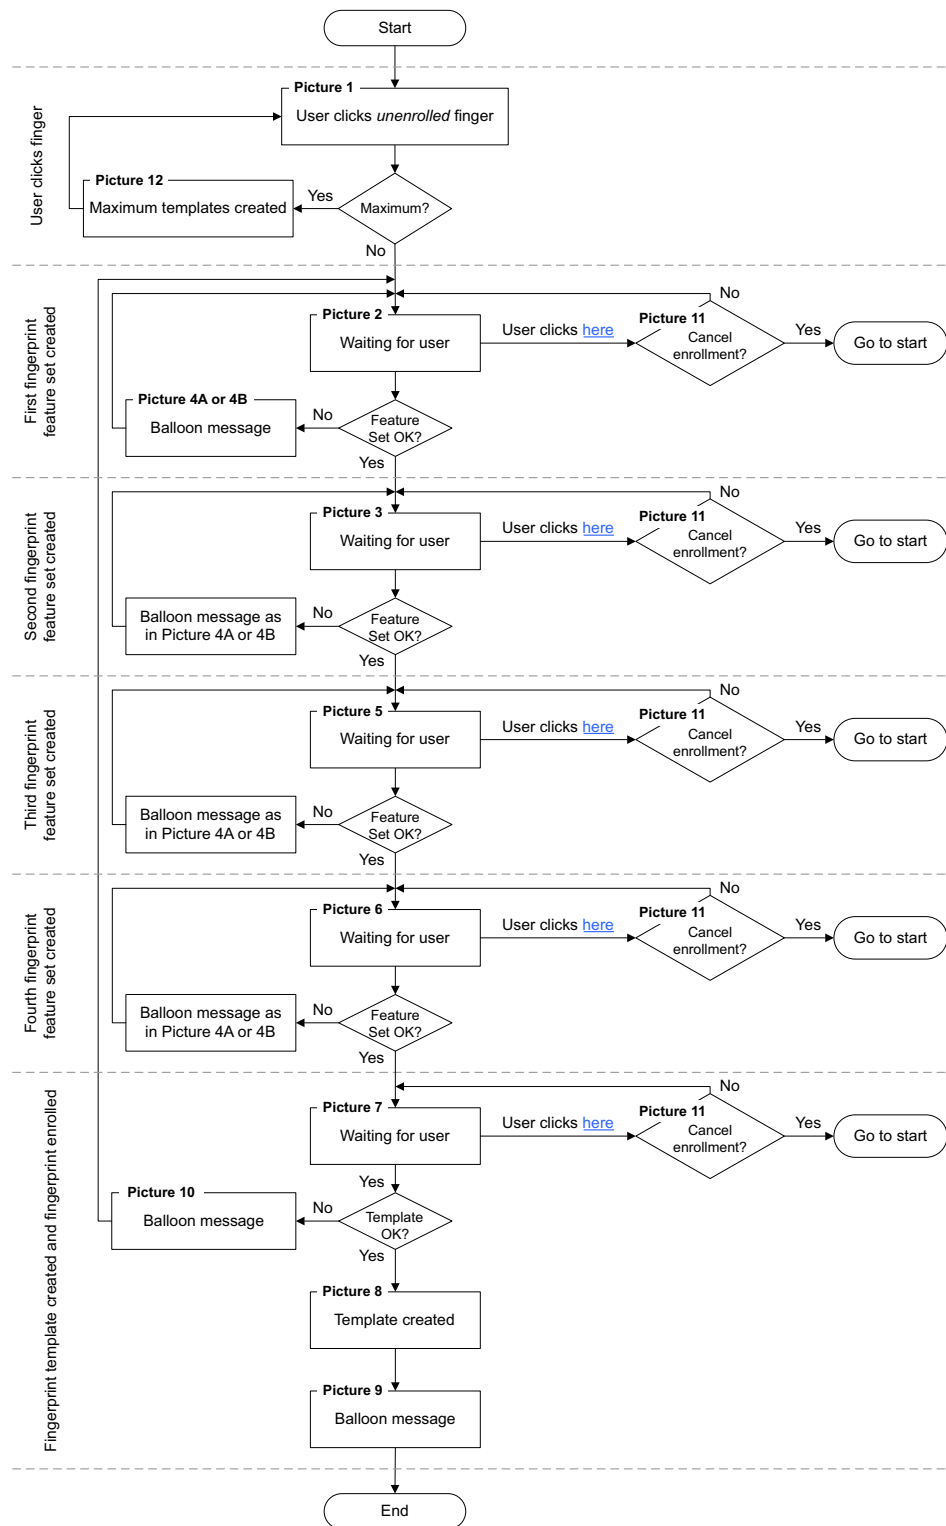 Start
User clicks finger
Picture 1
User clicks unenrolled finger
Picture 12
Maximum templates created
Yes
Maximum?
No
First fingerprint
feature set created
No
Picture 2
Waiting for user
User clicks here
Picture 11
Cancel
enrollment?
Yes
Go to start
Picture 4A or 4B
Balloon message
No
Feature
Set OK?
Yes
Second fingerprint
feature set created
No
Picture 3
Waiting for user
User clicks here
Picture 11
Cancel
enrollment?
Yes
Go to start
Balloon message as
in Picture 4A or 4B
No
Feature
Set OK?
Yes
Third fingerprint
feature set created
No
Picture 5
Waiting for user
User clicks here
Picture 11
Cancel
enrollment?
Yes
Go to start
Balloon message as
in Picture 4A or 4B
No
Feature
Set OK?
Yes
Fourth fingerprint
feature set created
No
Picture 6
Waiting for user
User clicks here
Picture 11
Cancel
enrollment?
Yes
Go to start
Balloon message as
in Picture 4A or 4B
No
Feature
Set OK?
Yes
Fingerprint template created and fingerprint enrolled
No
Picture 7
Waiting for user
User clicks here
Picture 11
Cancel
enrollment?
Yes
Go to start
Yes
Picture 10
Balloon message
No
Template
OK?
Yes
Picture 8
Template created
Picture 9
Balloon message
End